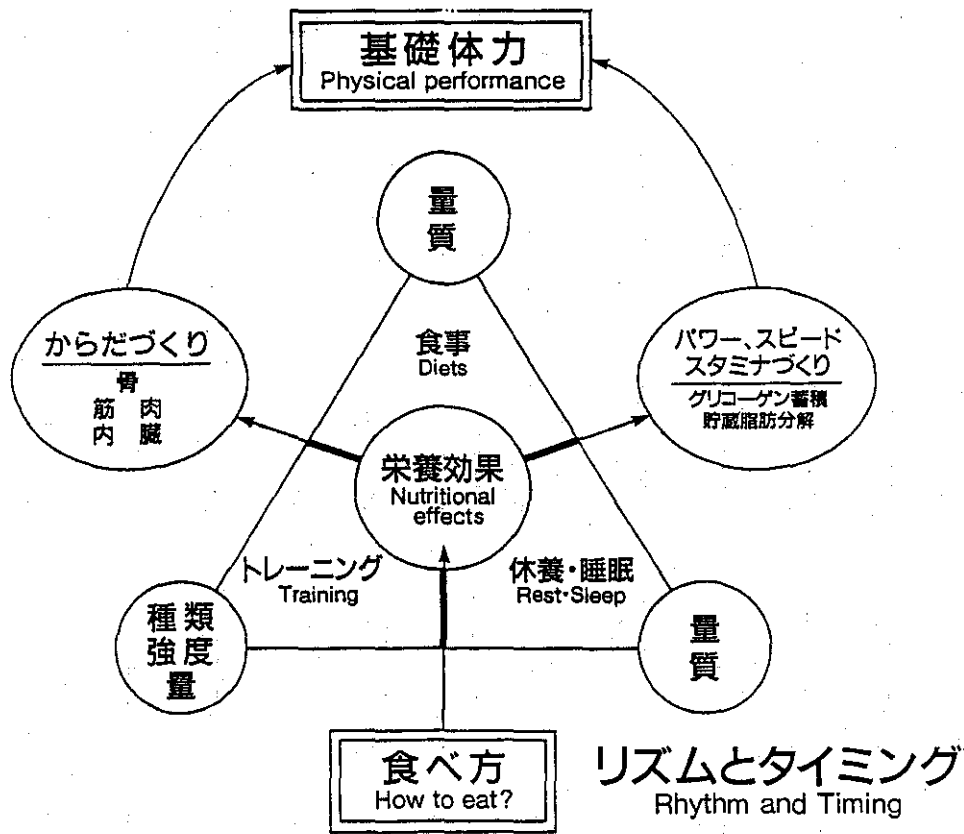 基礎体力
Physical performance
量
質
からだづくり
骨
筋 肉
内 臓
食事
Diets
パワー、スピード
スタミナづくり
グリコーゲン蓄積
貯蔵脂肪分解
栄養効果
Nutritional
effects
トレーニング
Training
休養・睡眠
Rest・Sleep
種類
強度
量
量
質
食べ方
How to eat?
リズムとタイミング
Rhythm and Timing